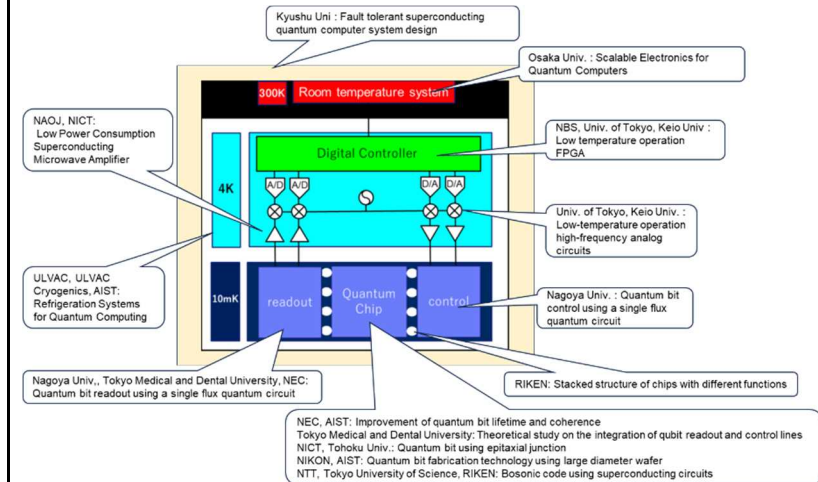 Kyushu Uni : Fault tolerant superconducting
quantum computer system design
Osaka Univ. : Scalable Electronics for
Quantum Computers
300K
Room temperature system
NAOJ, NICT:
Low Power Consumption
Superconducting
Microwave Amplifier
NBS, Univ. of Tokyo, Keio Univ :
Low temperature operation
FPGA
Digital Controller
4K
A/D
A/D
D/A
D/A
Univ. of Tokyo, Keio Univ. :
Low-temperature operation
high-frequency analog
circuits
ULVAC, ULVAC
Cryogenics, AIST:
Refrigeration Systems
for Quantum Computing
10mK
readout
Quantum
Chip
control
Nagoya Univ. : Quantum bit
control using a single flux
quantum circuit
Nagoya Univ,, Tokyo Medical and Dental University, NEC:
Quantum bit readout using a single flux quantum circuit
RIKEN: Stacked structure of chips with different functions
NEC, AIST: Improvement of quantum bit lifetime and coherence
Tokyo Medical and Dental University: Theoretical study on the integration of qubit readout and control lines
NICT, Tohoku Univ.: Quantum bit using epitaxial junction
NIKON, AIST: Quantum bit fabrication technology using large diameter wafer
NTT, Tokyo University of Science, RIKEN: Bosonic code using superconducting circuits